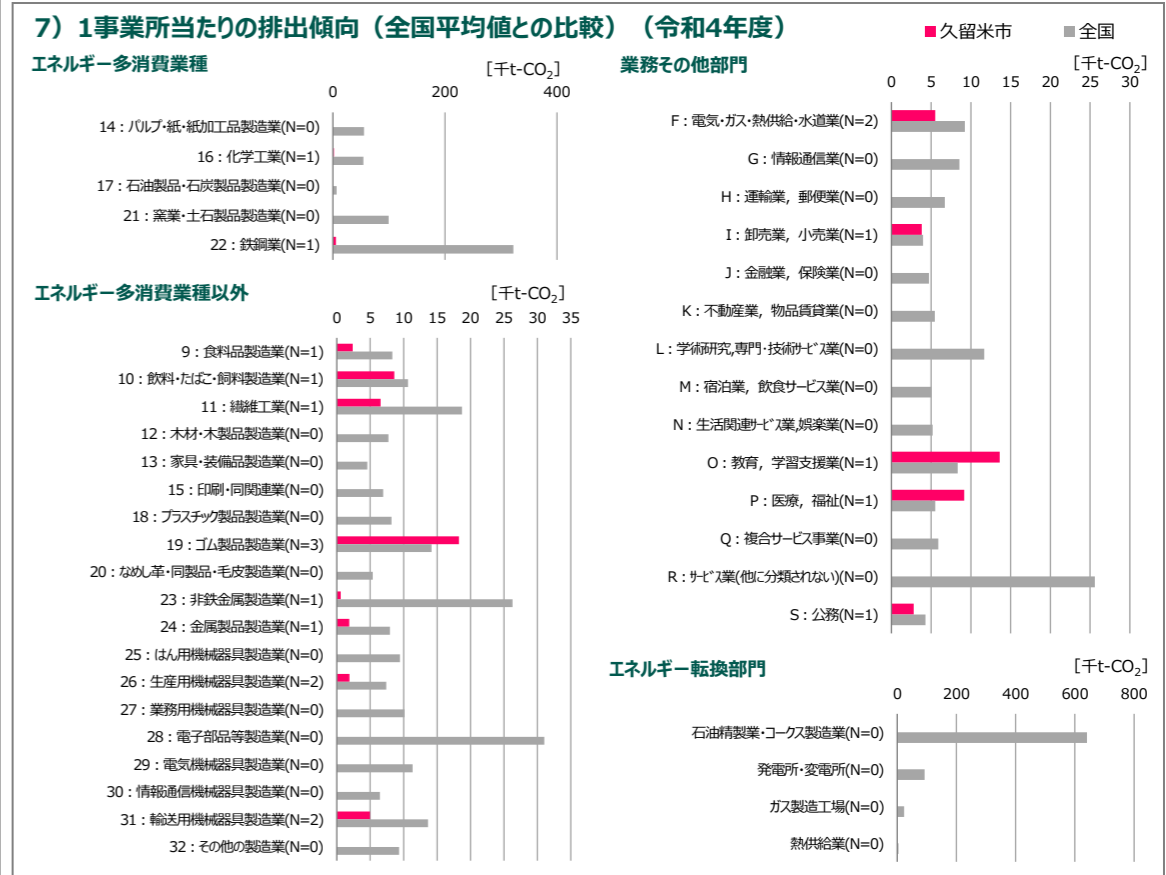 7）1事業所当たりの排出傾向（全国平均値との比較）（令和4年度）
久留米市 全国
エネルギー多消費業種
[千t-CO2]
0 200 400
14：パルプ・紙・紙加工品製造業(N=0)
16：化学工業(N=1)
17：石油製品・石炭製品製造業(N=0)
21：窯業・土石製品製造業(N=0)
22：鉄鋼業(N=1)
エネルギー多消費業種以外
[千t-CO2]
0 5 10 15 20 25 30 35
9：食料品製造業(N=1)
10：飲料・たばこ・飼料製造業(N=1)
11：繊維工業(N=1)
12：木材・木製品製造業(N=0)
13：家具・装備品製造業(N=0)
15：印刷・同関連業(N=0)
18：プラスチック製品製造業(N=0)
19：ゴム製品製造業(N=3)
20：なめし革・同製品・毛皮製造業(N=0)
23：非鉄金属製造業(N=1)
24：金属製品製造業(N=1)
25：はん用機械器具製造業(N=0)
26：生産用機械器具製造業(N=2)
27：業務用機械器具製造業(N=0)
28：電子部品等製造業(N=0)
29：電気機械器具製造業(N=0)
30：情報通信機械器具製造業(N=0)
31：輸送用機械器具製造業(N=2)
32：その他の製造業(N=0)
業務その他部門
[千t-CO2]
0 5 10 15 20 25 30
F：電気・ガス・熱供給・水道業(N=2)
G：情報通信業(N=0)
H：運輸業，郵便業(N=0)
I：卸売業，小売業(N=1)
J：金融業，保険業(N=0)
K：不動産業，物品賃貸業(N=0)
L：学術研究,専門・技術ｻｰﾋﾞｽ業(N=0)
M：宿泊業，飲食サービス業(N=0)
N：生活関連ｻｰﾋﾞｽ業,娯楽業(N=0)
O：教育，学習支援業(N=1)
P：医療，福祉(N=1)
Q：複合サービス事業(N=0)
R：ｻｰﾋﾞｽ業(他に分類されない)(N=0)
S：公務(N=1)
エネルギー転換部門
[千t-CO2]
0 200 400 600 800
石油精製業・コークス製造業(N=0)
発電所・変電所(N=0)
ガス製造工場(N=0)
熱供給業(N=0)